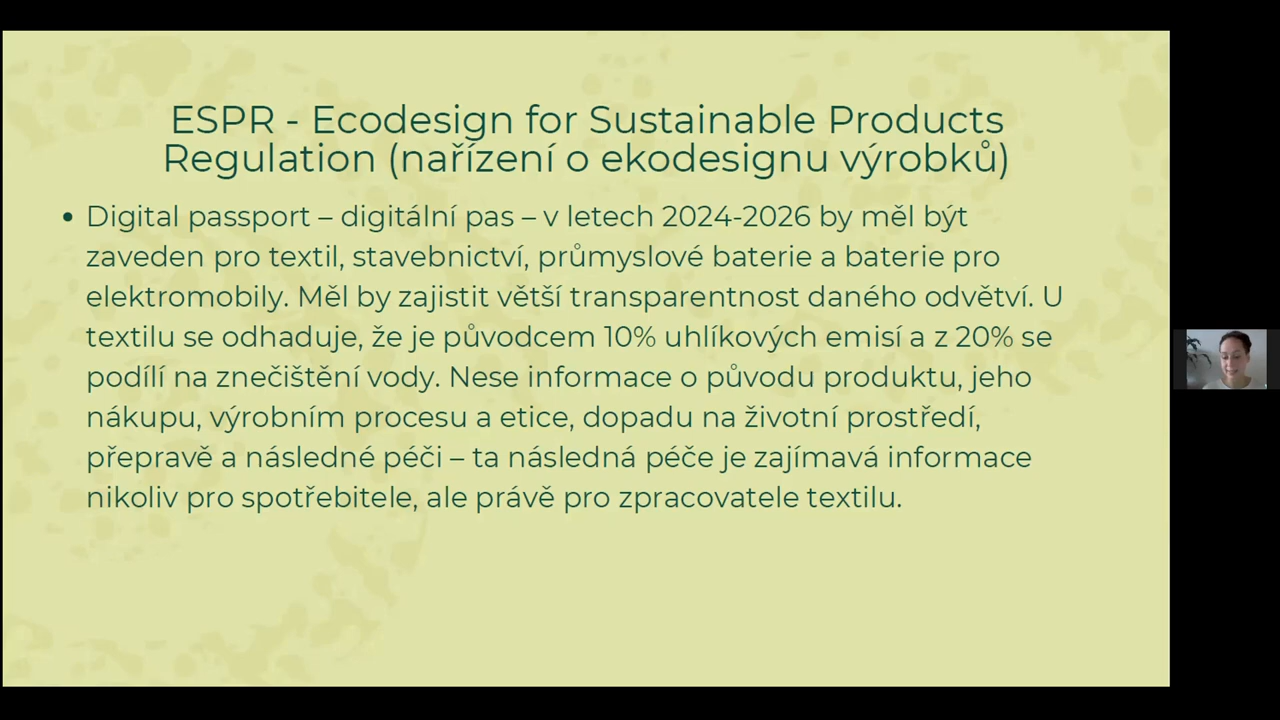 ESPR - Ecodesign for Sustainable Products
Regulation (nařízení o ekodesignu výrobků)
• Digital passport – digitální pas – v letech 2024-2026 by měl být
zaveden pro textil, stavebnictví, průmyslové baterie a baterie pro
elektromobily. Měl by zajistit větší transparentnost daného odvětví. U
textilu se odhaduje, že je původcem 10% uhlíkových emisí a z 20% se
podílí na znečištění vody. Nese informace o původu produktu, jeho
nákupu, výrobním procesu a etice, dopadu na životní prostředí,
přepravě a následné péči – ta následná péče je zajímavá informace
nikoliv pro spotřebitele, ale právě pro zpracovatele textilu.